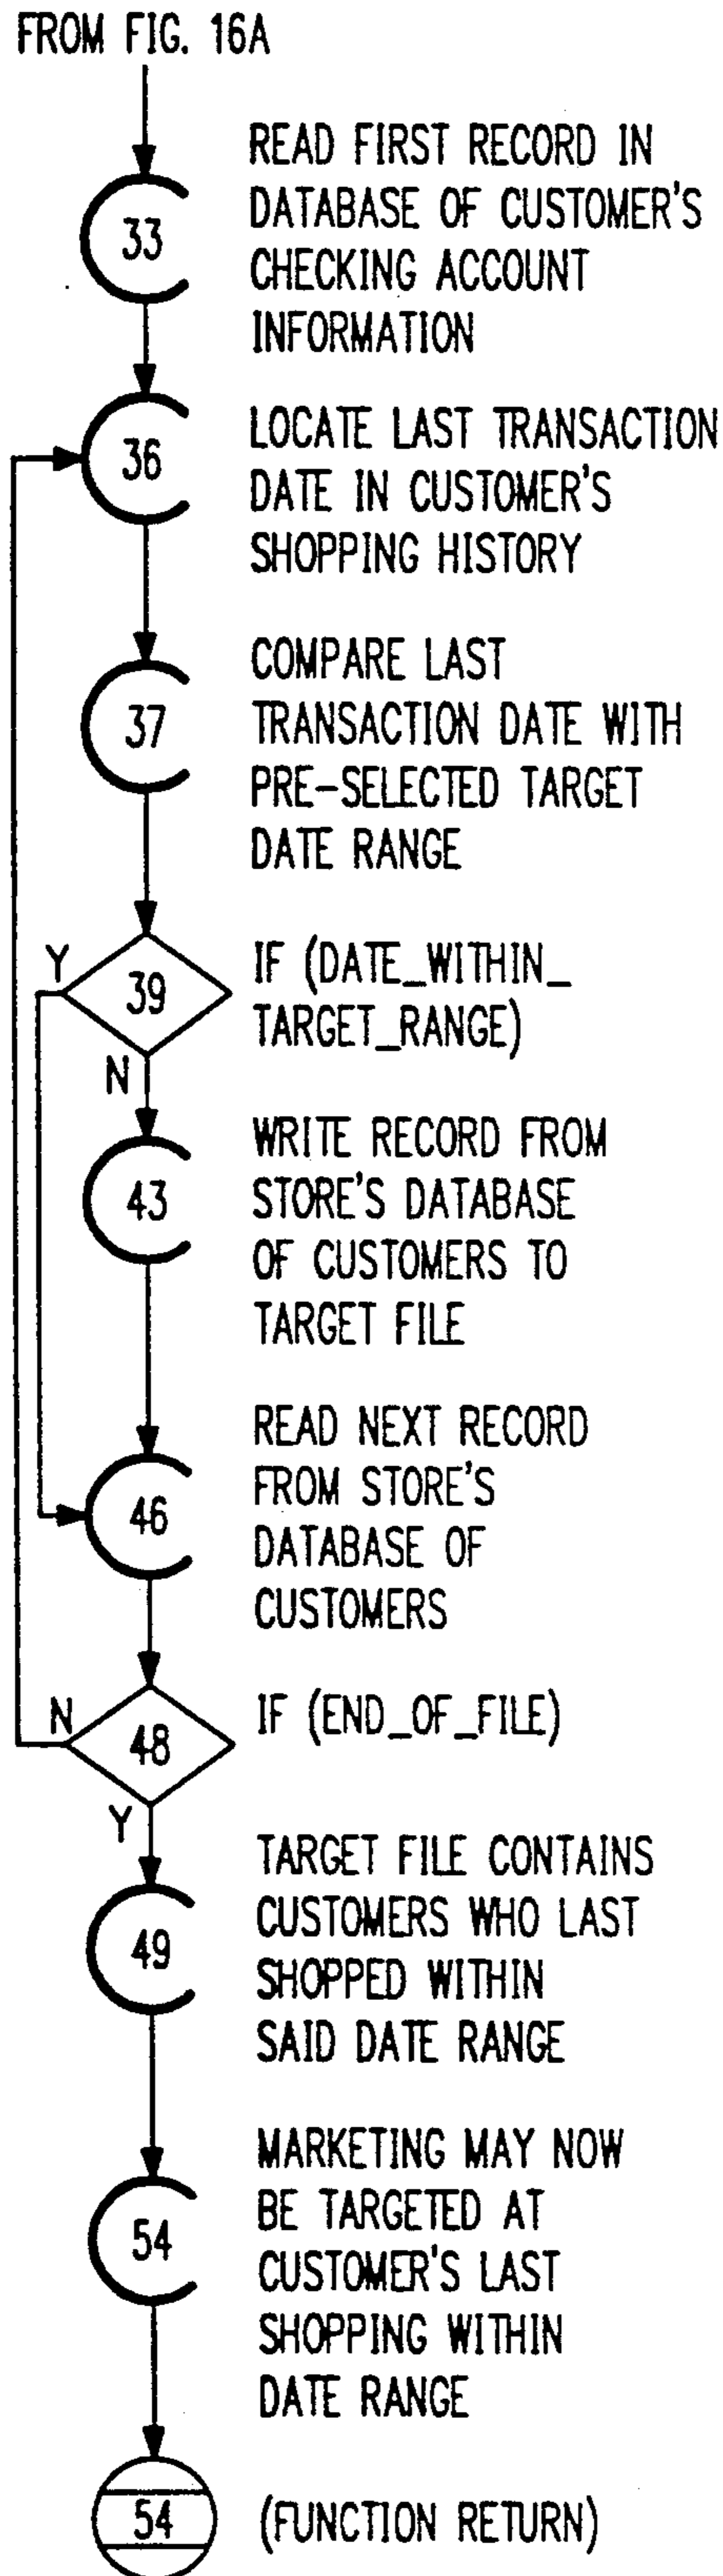 FROM FIG. 16A
33
READ FIRST RECORD IN
DATABASE OF CUSTOMER'S
CHECKING ACCOUNT
INFORMATION
36
LOCATE LAST TRANSACTION
DATE IN CUSTOMER'S
SHOPPING HISTORY
37
COMPARE LAST
TRANSACTION DATE WITH
PRE-SELECTED TARGET
DATE RANGE
Y
39
IF (DATE_WITHIN_
TARGET_RANGE)
N
43
WRITE RECORD FROM
STORE'S DATABASE
OF CUSTOMERS TO
TARGET FILE
46
READ NEXT RECORD
FROM STORE'S
DATABASE OF
CUSTOMERS
N
48
IF (END_OF_FILE)
Y
49
TARGET FILE CONTAINS
CUSTOMERS WHO LAST
SHOPPED WITHIN
SAID DATE RANGE
54
MARKETING MAY NOW
BE TARGETED AT
CUSTOMER'S LAST
SHOPPING WITHIN
DATE RANGE
54
(FUNCTION RETURN)